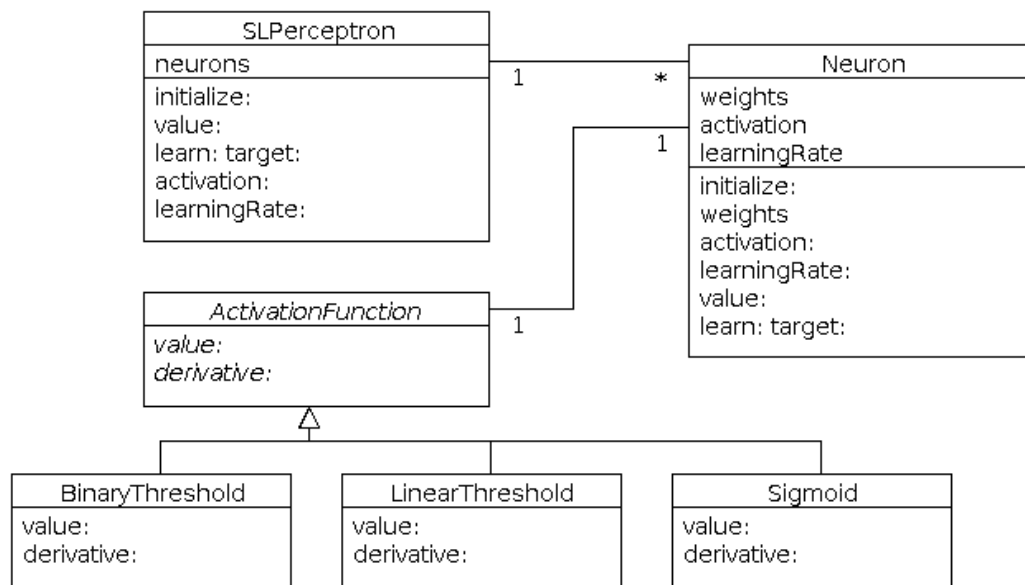 SLPerceptron
neurons
initialize:
value:
learn: target:
activation:
learningRate:
1
*
Neuron
weights
activation
learningRate
initialize:
weights
activation:
learningRate:
value:
learn: target:
1
ActivationFunction
value:
derivative:
1
BinaryThreshold
value:
derivative:
LinearThreshold
value:
derivative:
Sigmoid
value:
derivative: